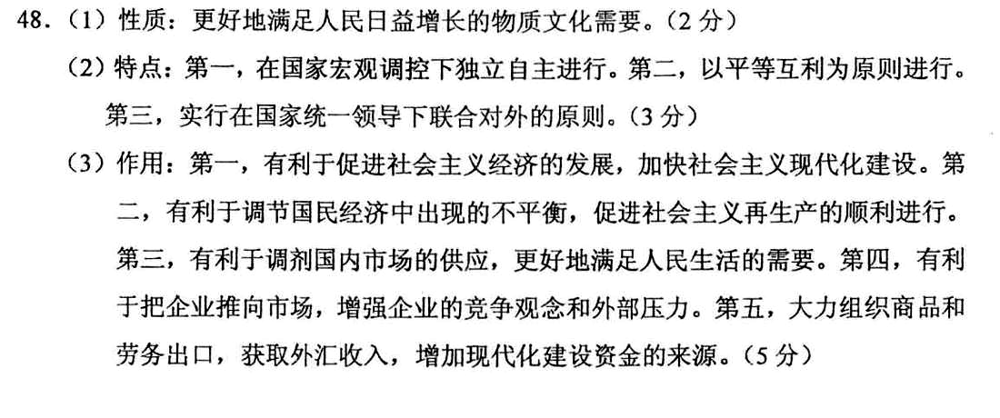 48．（1）性质：更好地满足人民日益增长的物质文化需要。（2 分）
（2）特点：第一，在国家宏观调控下独立自主进行。第二，以平等互利为原则进行。
第三，实行在国家统一领导下联合对外的原则。（3 分）
（3）作用：第一，有利于促进社会主义经济的发展，加快社会主义现代化建设。第
二，有利于调节国民经济中出现的不平衡，促进社会主义再生产的顺利进行。
第三，有利于调剂国内市场的供应，更好地满足人民生活的需要。第四，有利
于把企业推向市场，增强企业的竞争观念和外部压力。第五，大力组织商品和
劳务出口，获取外汇收入，增加现代化建设资金的来源。（5 分）